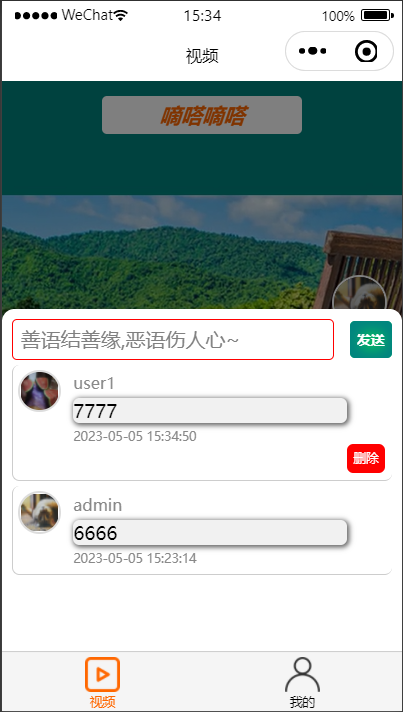 WeChat 15:34 100%
视频
嘀嗒嘀嗒
善语结善缘,恶语伤人心~ 发送
user1
7777
2023-05-05 15:34:50
删除
admin
6666
2023-05-05 15:23:14
视频 我的